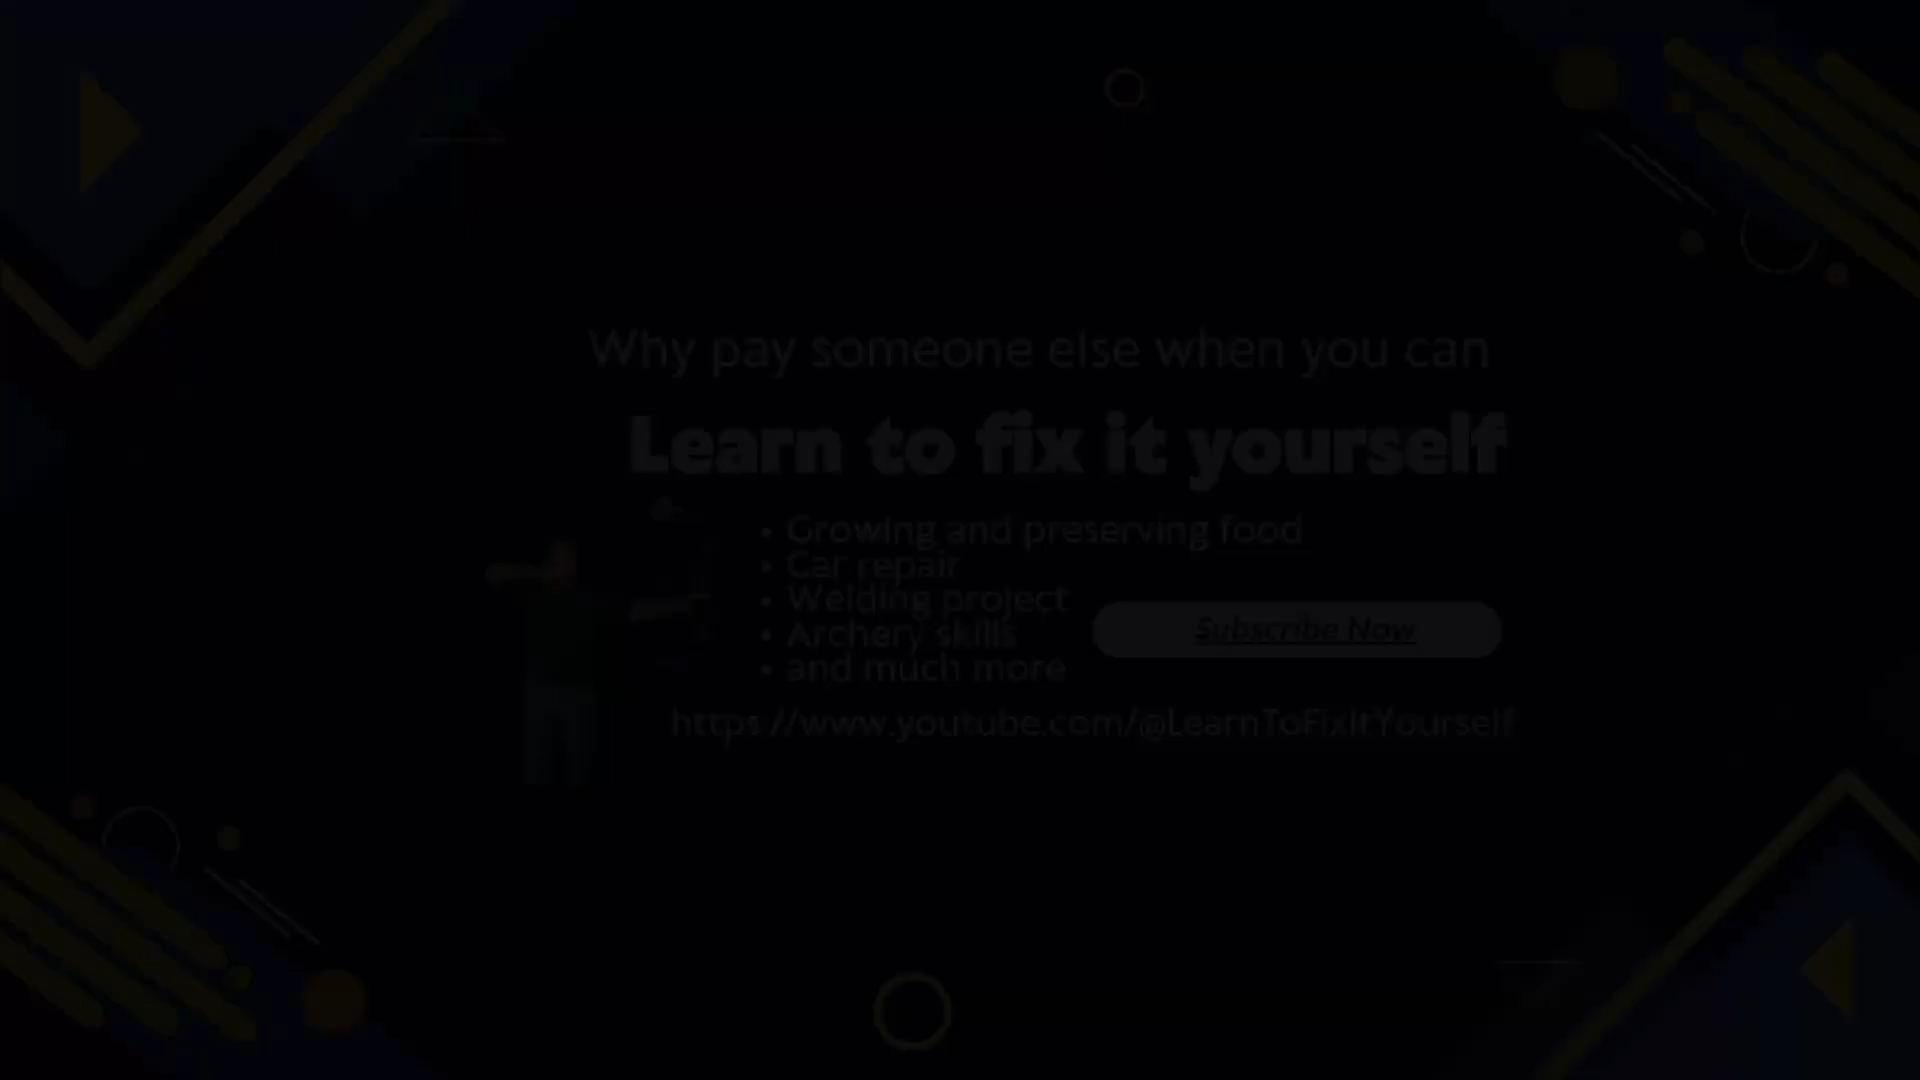 Why pay someone else when you can
Learn to fix it yourself
• Growing and preserving food
• Car repair
• Welding project
• Archery skills
• and much more
Subscribe Now
https://www.youtube.com/@LearnToFixItYourself